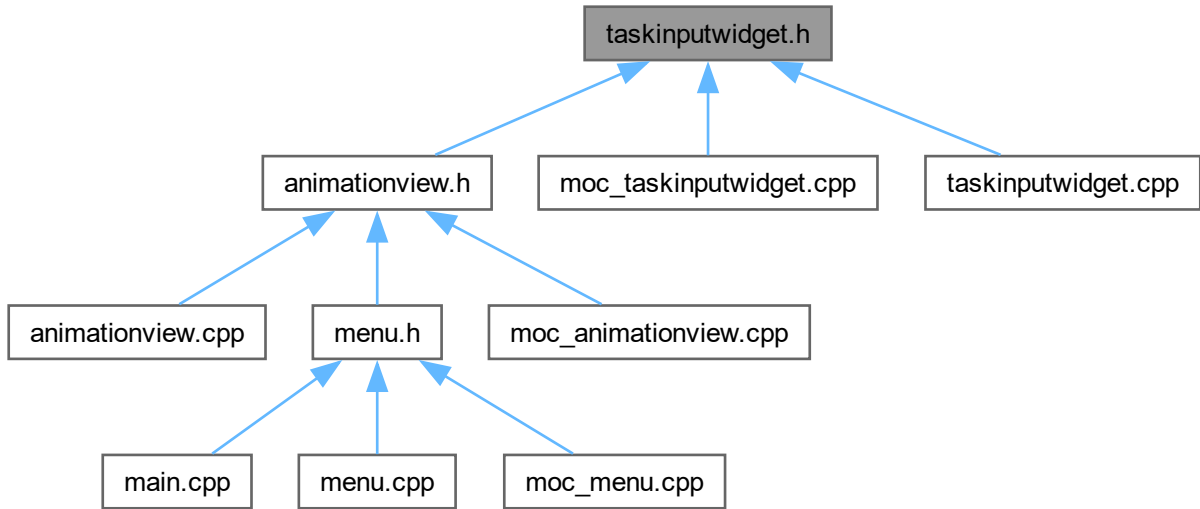 taskinputwidget.h
animationview.h
moc_taskinputwidget.cpp
taskinputwidget.cpp
animationview.cpp
menu.h
moc_animationview.cpp
main.cpp
menu.cpp
moc_menu.cpp